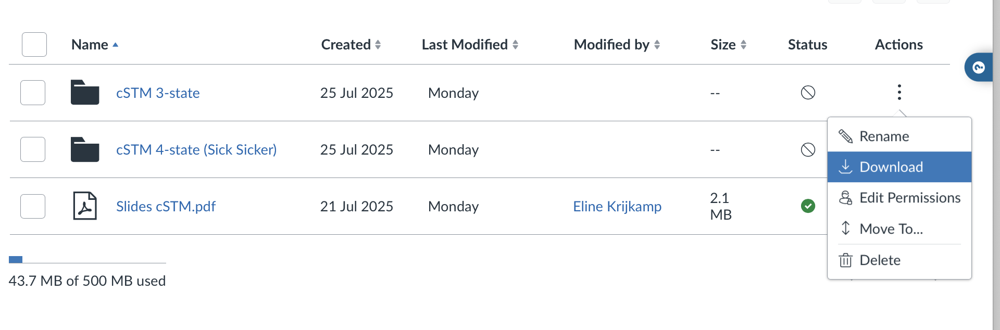 Name Created Last Modified Modified by Size Status Actions
cSTM 3-state 25 Jul 2025 Monday --
cSTM 4-state (Sick Sicker) 25 Jul 2025 Monday --
Slides cSTM.pdf 21 Jul 2025 Monday Eline Krijkamp 2.1 MB
Rename
Download
Edit Permissions
Move To...
Delete
43.7 MB of 500 MB used